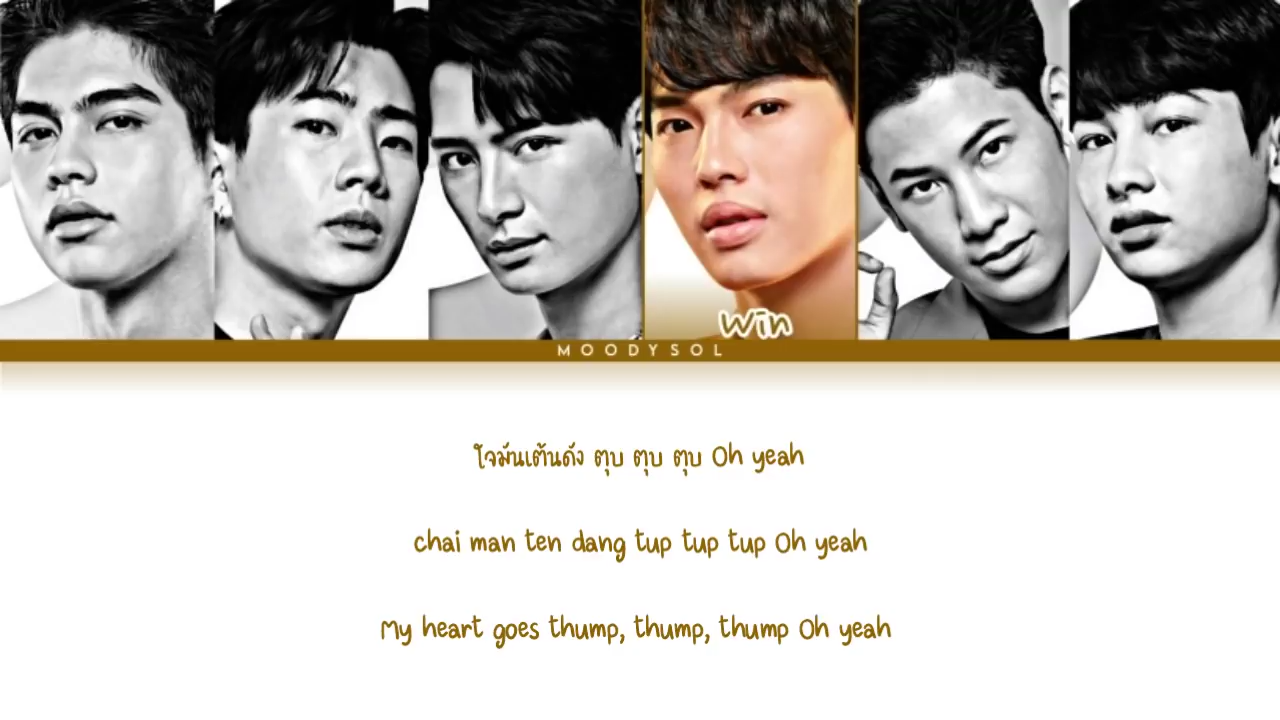 Win
MOODYSOL
ใจมันเต้นดัง ตุบ ตุบ ตุบ Oh yeah
chai man ten dang tup tup tup Oh yeah
My heart goes thump, thump, thump Oh yeah